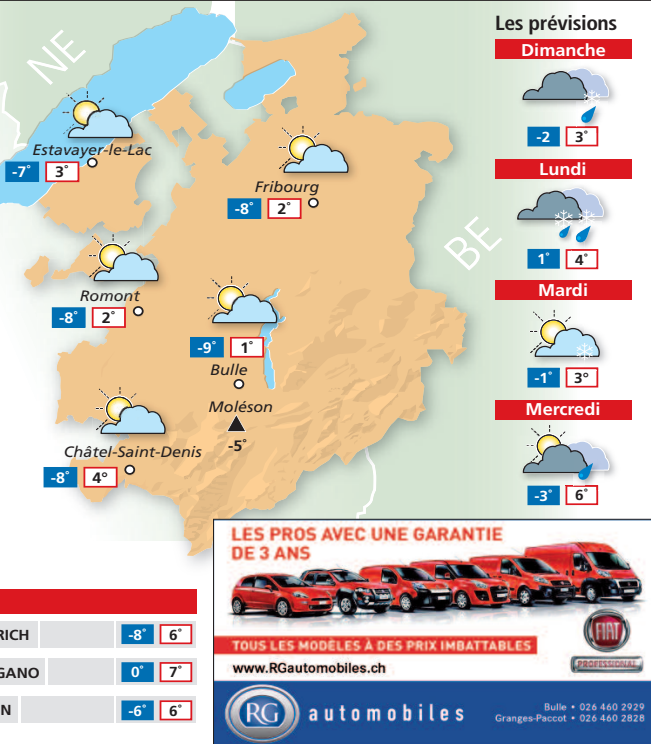 Les prévisions
Dimanche
-2 3°
Lundi
1° 4°
Mardi
-1° 3°
Mercredi
-3° 6°
NE
BE
Estavayer-le-Lac
-7° 3°
Fribourg
-8° 2°
Romont
-8° 2°
-9° 1°
Bulle
Moléson
-5°
Châtel-Saint-Denis
-8° 4°
RICH -8° 6°
GANO 0° 7°
N -6° 6°
LES PROS AVEC UNE GARANTIE
DE 3 ANS
TOUS LES MODÈLES À DES PRIX IMBATTABLES
www.RGautomobiles.ch
FIAT
PROFESSIONAL
RG automobiles
Bulle • 026 460 2929
Granges-Paccot • 026 460 2828